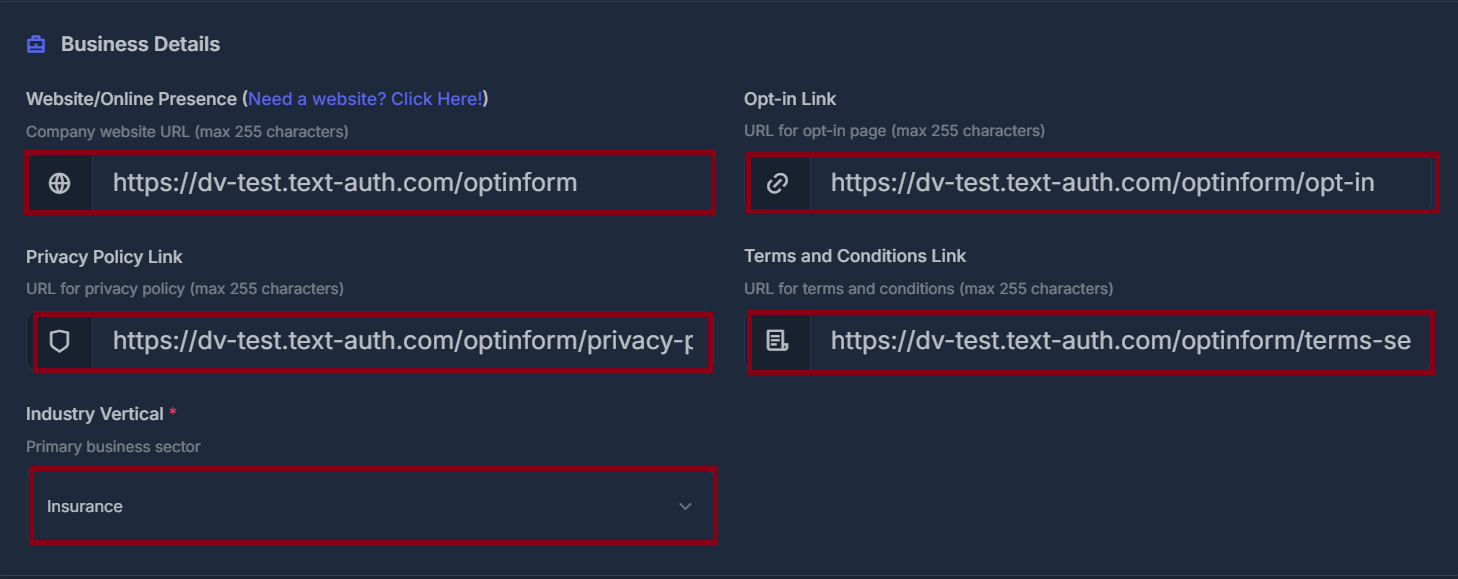 Business Details
Website/Online Presence (Need a website? Click Here!)
Company website URL (max 255 characters)
https://dv-test.text-auth.com/optinform
Opt-in Link
URL for opt-in page (max 255 characters)
https://dv-test.text-auth.com/optinform/opt-in
Privacy Policy Link
URL for privacy policy (max 255 characters)
https://dv-test.text-auth.com/optinform/privacy-p
Terms and Conditions Link
URL for terms and conditions (max 255 characters)
https://dv-test.text-auth.com/optinform/terms-se
Industry Vertical *
Primary business sector
Insurance